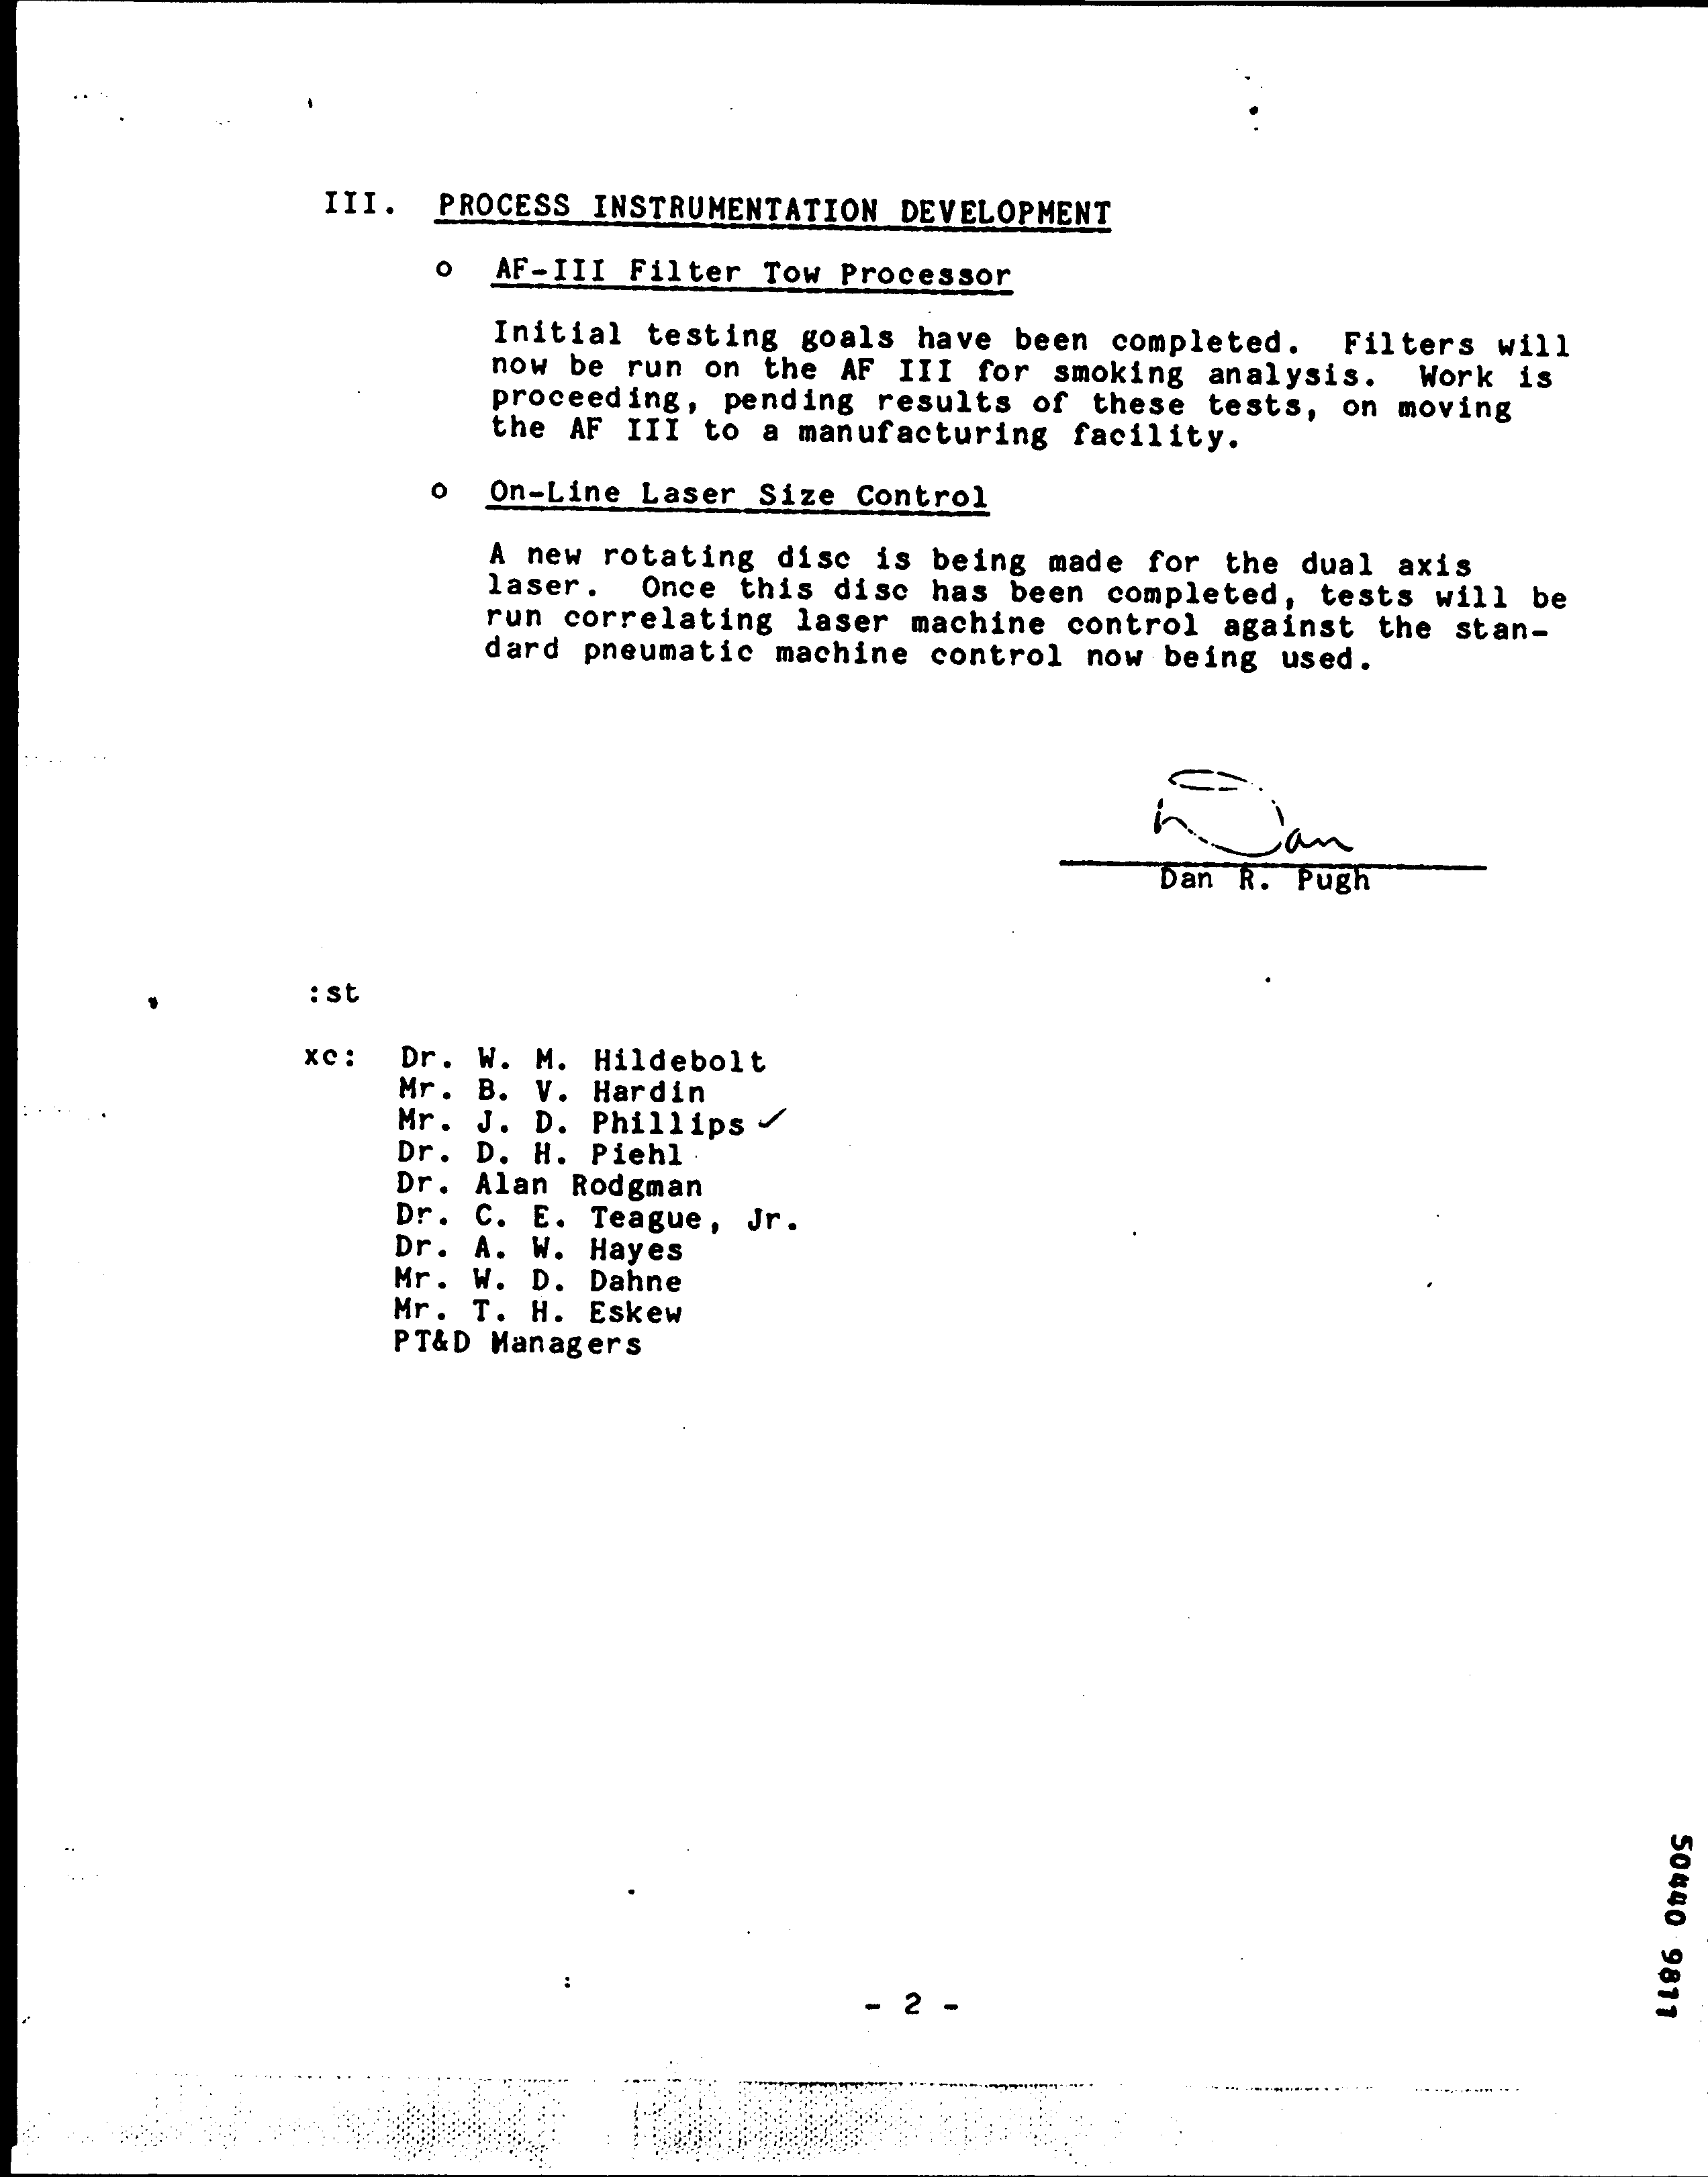 III. PROCESS INSTRUMENTATION DEVELOPMENT
o AF-III Filter Tow Processor
Initial testing goals have been completed. Filters will
now be run on the AF III for smoking analysis. Work is
proceeding, pending results of these tests, on moving
the AF III to a manufacturing facility.
o On-Line Laser Size Control
A new rotating disc is being made for the dual axis
laser. Once this disc has been completed, tests will be
run correlating laser machine control against the stan-
dard pneumatic machine control now being used.
Dan
Dan R. Pugh
:st
xc: Dr. W. M. Hildebolt
Mr. B. V. Hardin
Mr. J. D. Phillips ✓
Dr. D. H. Piehl
Dr. Alan Rodgman
Dr. C. E. Teague, Jr.
Dr. A. W. Hayes
Mr. W. D. Dahne
Mr. T. H. Eskew
PT&D Managers
- 2 -
50440 9811